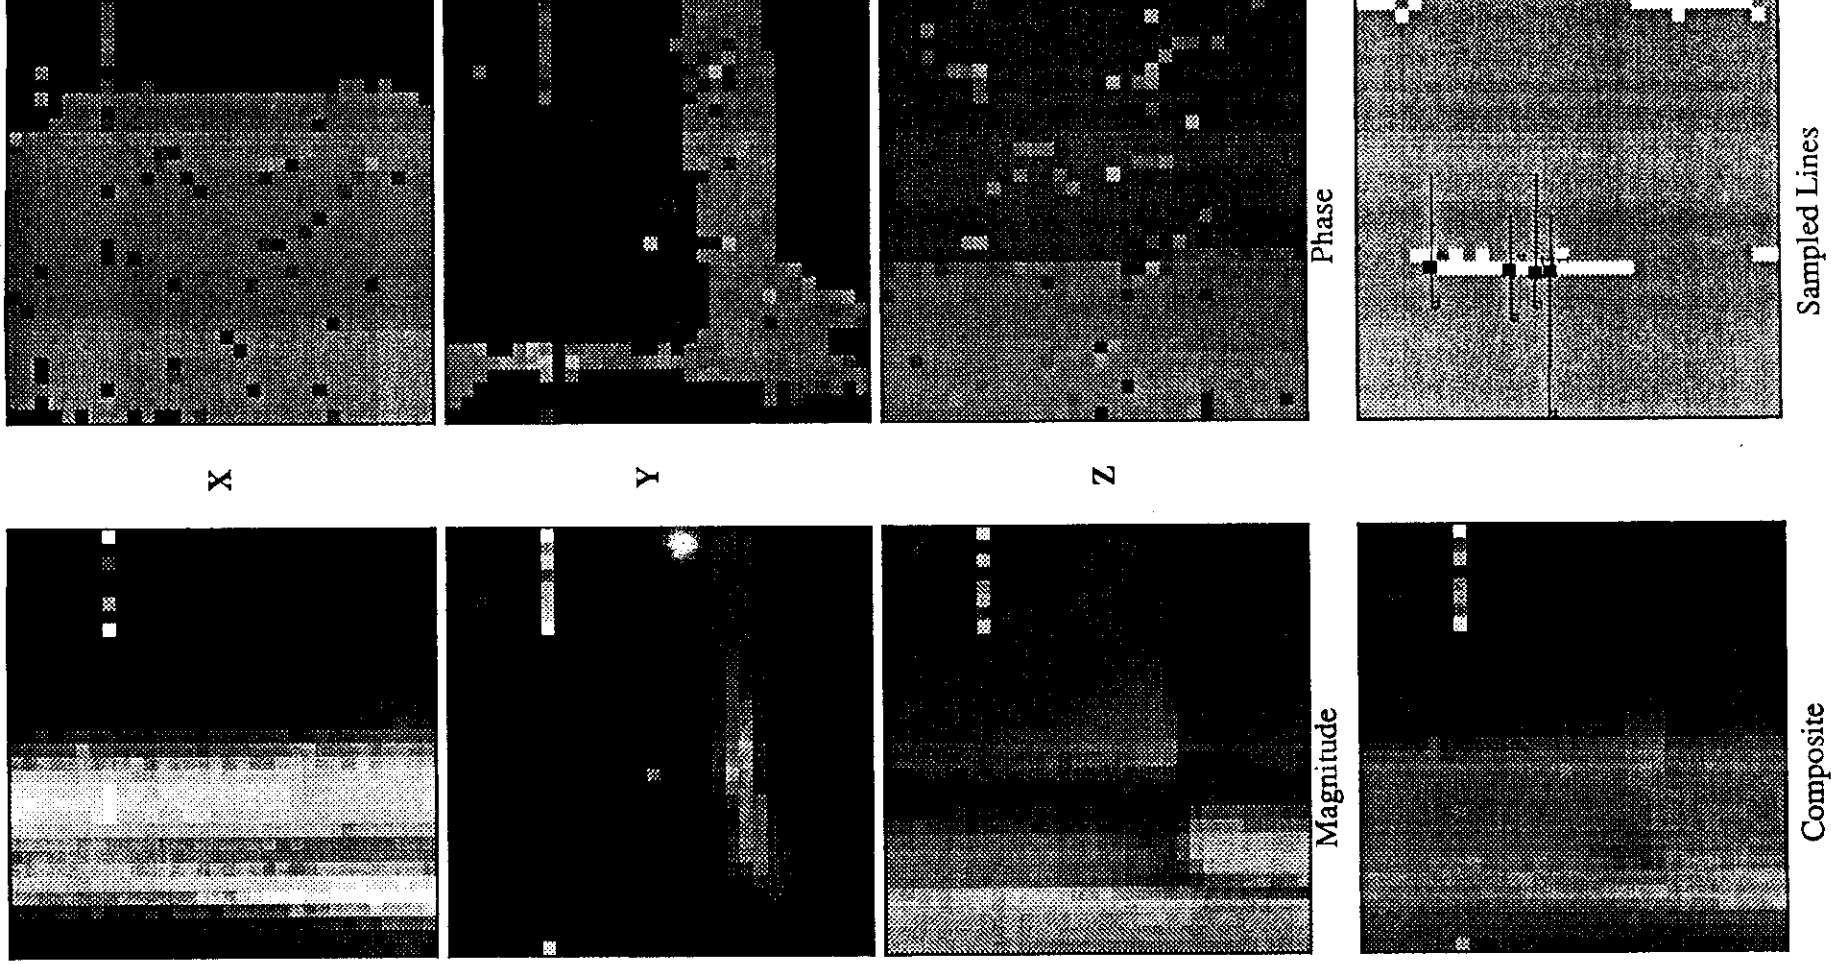 X
Y
Z
Phase
Magnitude
Sampled Lines
Composite